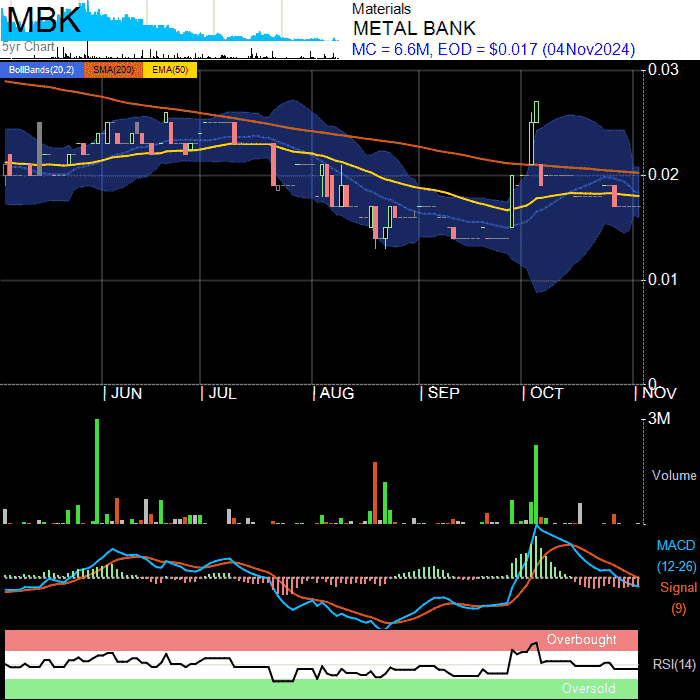 MBK
5yr Chart
Materials
METAL BANK
MC = 6.6M, EOD = $0.017 (04Nov2024)
BollBands(20,2) SMA(200) EMA(50)
0.03
0.02
0.01
0
JUN JUL AUG SEP OCT NOV
3M
Volume
MACD
(12-26)
Signal
(9)
Overbought
RSI(14)
Oversold